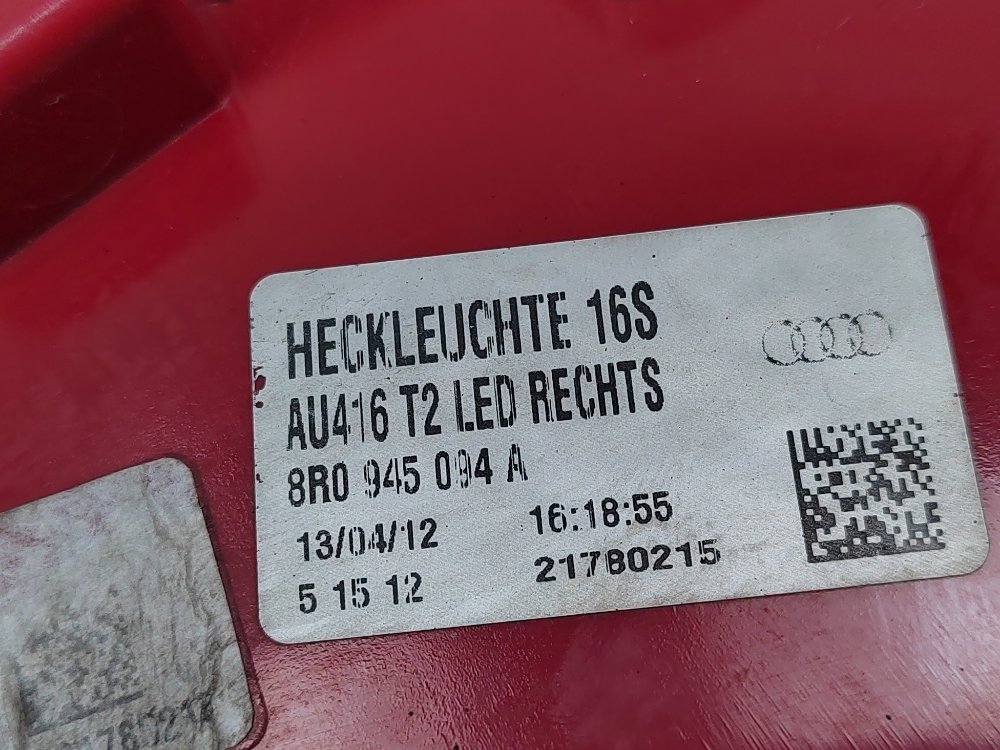 HECKLEUCHTE 16S
AU416 T2 LED RECHTS
8R0 945 094 A
13/04/12 16:18:55
5 15 12 21780215